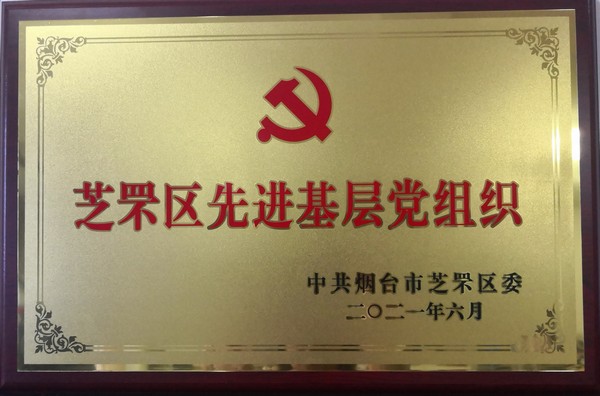 芝罘区先进基层党组织
中共烟台市芝罘区委
二〇二一年六月